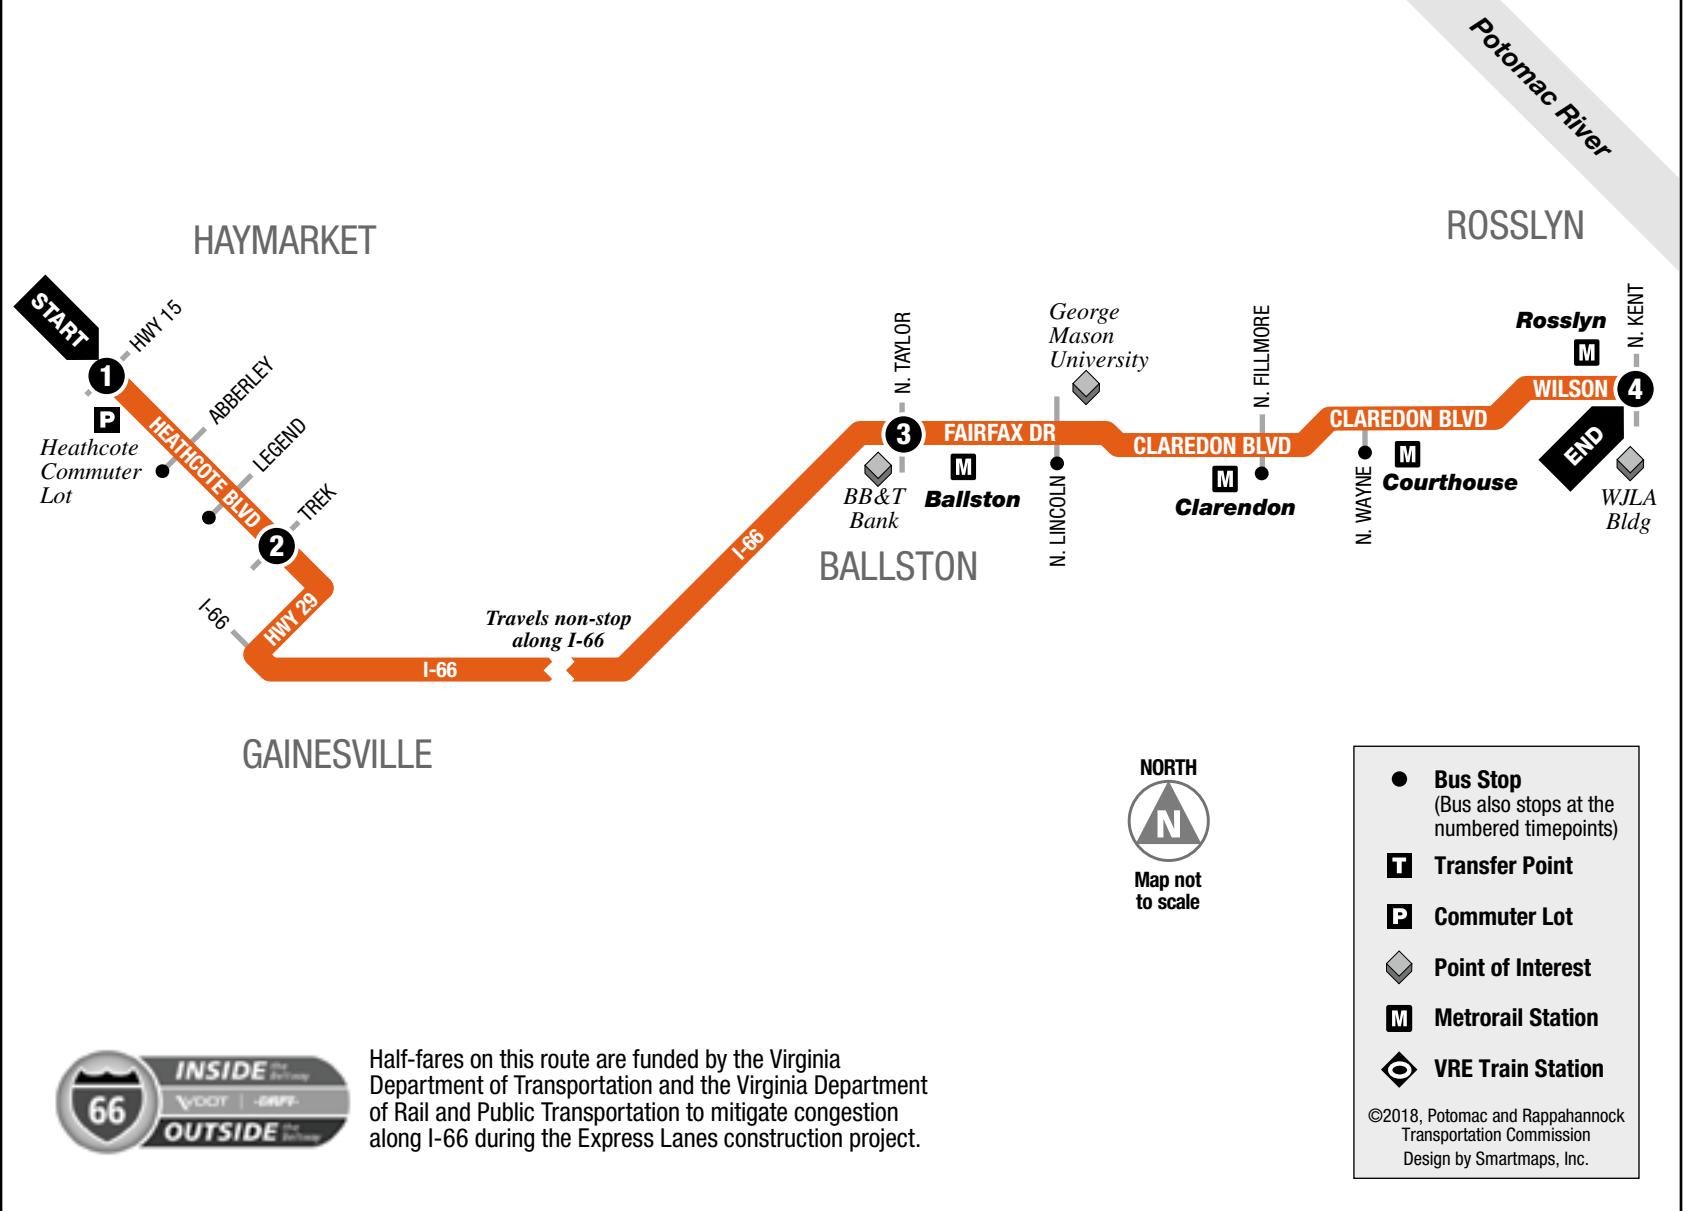 Potomac River
HAYMARKET
ROSSLYN
START
HWY 15
1
P
Heathcote
Commuter
Lot
ABBERLEY
LEGEND
HEATHCOTE BLVD
TREK
2
HWY 29
I-66
I-66
Travels non-stop
along I-66
I-66
GAINESVILLE
N. TAYLOR
3
BB&T
Bank
BALLSTON
FAIRFAX DR
M
Ballston
George
Mason
University
N. LINCOLN
CLAREDON BLVD
N. FILLMORE
M
Clarendon
CLAREDON BLVD
N. WAYNE
M
Courthouse
Rosslyn
M
WILSON
N. KENT
4
END
WJLA
Bldg
NORTH
N
Map not
to scale
Bus Stop
(Bus also stops at the
numbered timepoints)
T Transfer Point
P Commuter Lot
Point of Interest
M Metrorail Station
VRE Train Station
©2018, Potomac and Rappahannock
Transportation Commission
Design by Smartmaps, Inc.
66
INSIDE the
VDOT | DRPT
OUTSIDE the
Half-fares on this route are funded by the Virginia
Department of Transportation and the Virginia Department
of Rail and Public Transportation to mitigate congestion
along I-66 during the Express Lanes construction project.